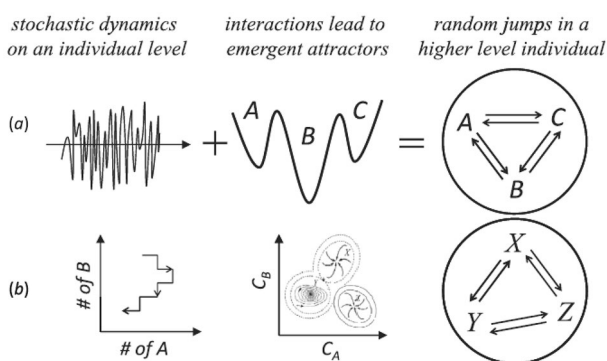 stochastic dynamics
on an individual level
interactions lead to
emergent attractors
random jumps in a
higher level individual
(a)
A
B
C
A
C
B
(b)
# of B
# of A
C_B
C_A
X
Y
Z